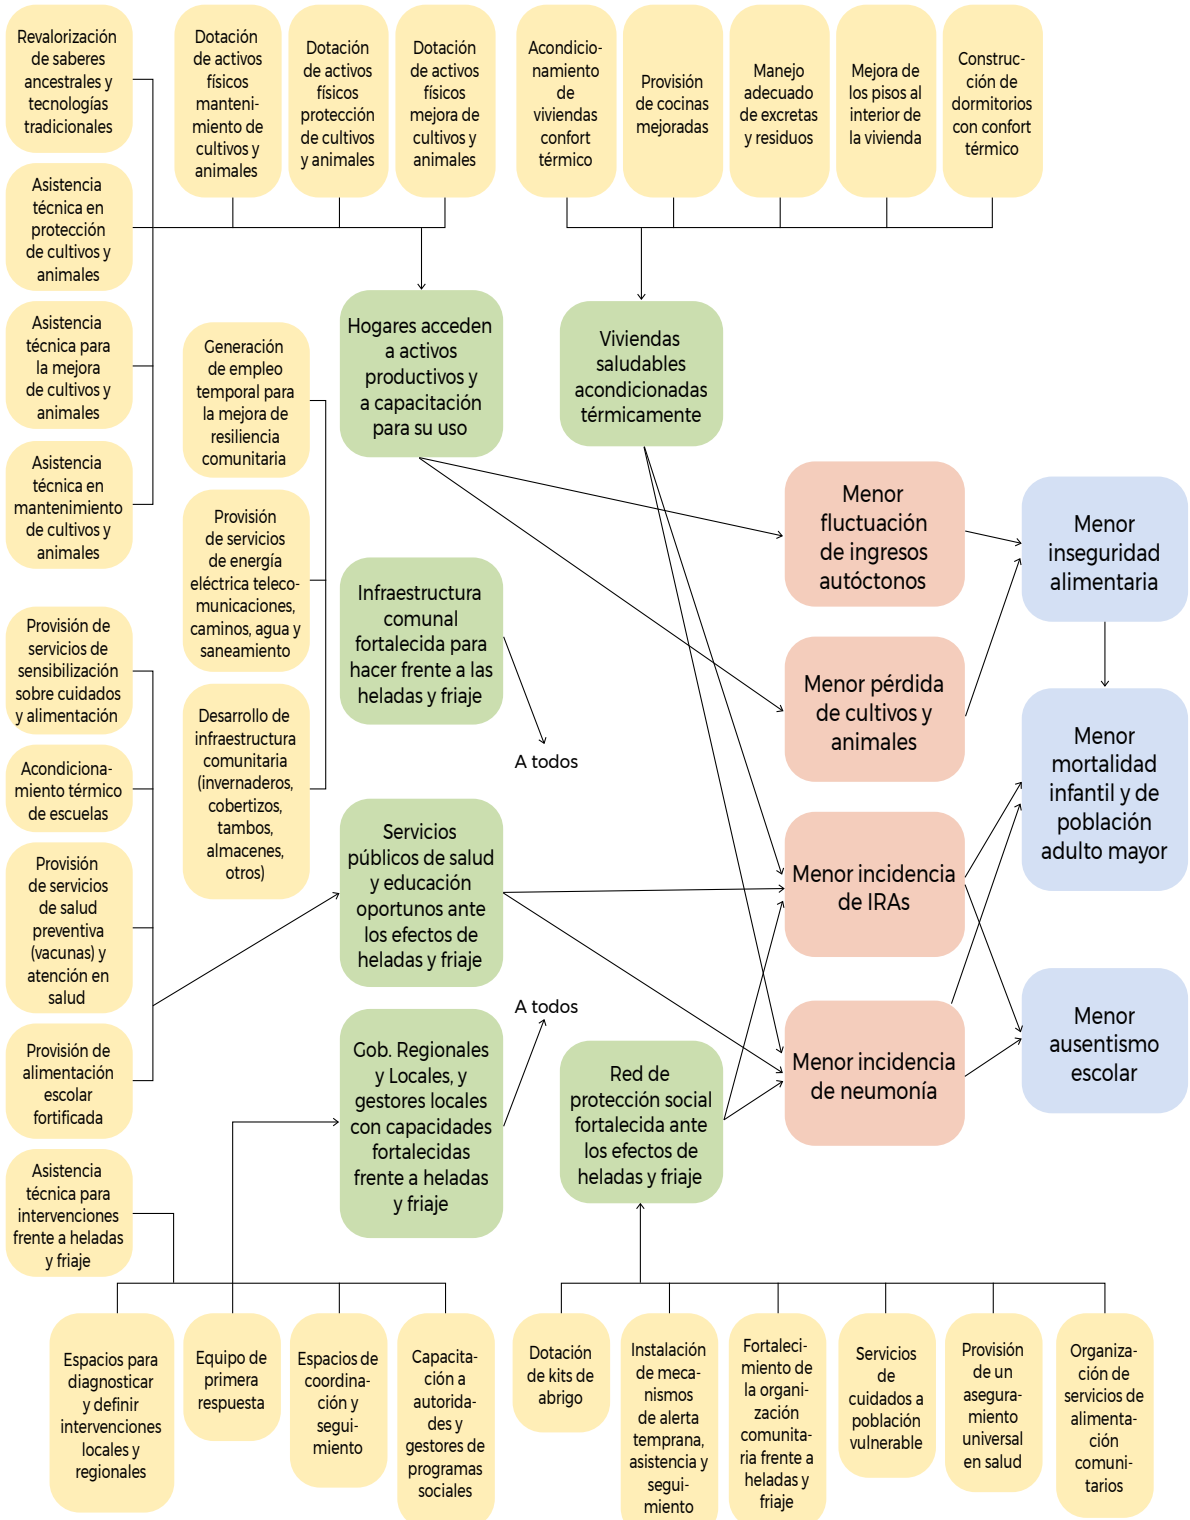 Revalorización
de saberes
ancestrales y
tecnologías
tradicionales
Dotación
de activos
físicos
manteni-
miento de
cultivos y
animales
Dotación
de activos
físicos
protección
de cultivos
y animales
Dotación
de activos
físicos
mejora de
cultivos y
animales
Acondicio-
namiento
de
viviendas
confort
térmico
Provisión
de cocinas
mejoradas
Manejo
adecuado
de excretas
y residuos
Mejora de
los pisos al
interior de
la vivienda
Construc-
ción de
dormitorios
con confort
térmico
Asistencia
técnica en
protección
de cultivos y
animales
Asistencia
técnica para
la mejora
de cultivos y
animales
Asistencia
técnica en
mantenimiento
de cultivos y
animales
Generación
de empleo
temporal para
la mejora de
resiliencia
comunitaria
Provisión
de servicios
de energía
eléctrica teleco-
municaciones,
caminos, agua y
saneamiento
Desarrollo de
infraestructura
comunitaria
(invernaderos,
cobertizos,
tambos,
almacenes,
otros)
Hogares acceden
a activos
productivos y
a capacitación
para su uso
Viviendas
saludables
acondicionadas
térmicamente
Infraestructura
comunal
fortalecida para
hacer frente a las
heladas y friaje
A todos
Menor
fluctuación
de ingresos
autóctonos
Menor
inseguridad
alimentaria
Menor pérdida
de cultivos y
animales
Menor
mortalidad
infantil y de
población
adulto mayor
Provisión de
servicios de
sensibilización
sobre cuidados
y alimentación
Acondiciona-
miento térmico
de escuelas
Provisión
de servicios
de salud
preventiva
(vacunas) y
atención en
salud
Provisión de
alimentación
escolar
fortificada
Servicios
públicos de salud
y educación
oportunos ante
los efectos de
heladas y friaje
Menor incidencia
de IRAs
A todos
Gob. Regionales
y Locales, y
gestores locales
con capacidades
fortalecidas
frente a heladas
y friaje
Red de
protección social
fortalecida ante
los efectos de
heladas y friaje
Menor incidencia
de neumonía
Menor
ausentismo
escolar
Asistencia
técnica para
intervenciones
frente a heladas
y friaje
Espacios para
diagnosticar
y definir
intervenciones
locales y
regionales
Equipo de
primera
respuesta
Espacios de
coordina-
ción y
segui-
miento
Capacita-
ción a
autorida-
des y
gestores de
programas
sociales
Dotación
de kits de
abrigo
Instalación
de meca-
nismos
de alerta
temprana,
asistencia y
segui-
miento
Fortaleci-
miento de
la organi-
zación
comunita-
ria frente a
heladas y
friaje
Servicios
de
cuidados a
población
vulnerable
Provisión
de un
asegura-
miento
universal
en salud
Organiza-
ción de
servicios de
alimenta-
ción
comuni-
tarios